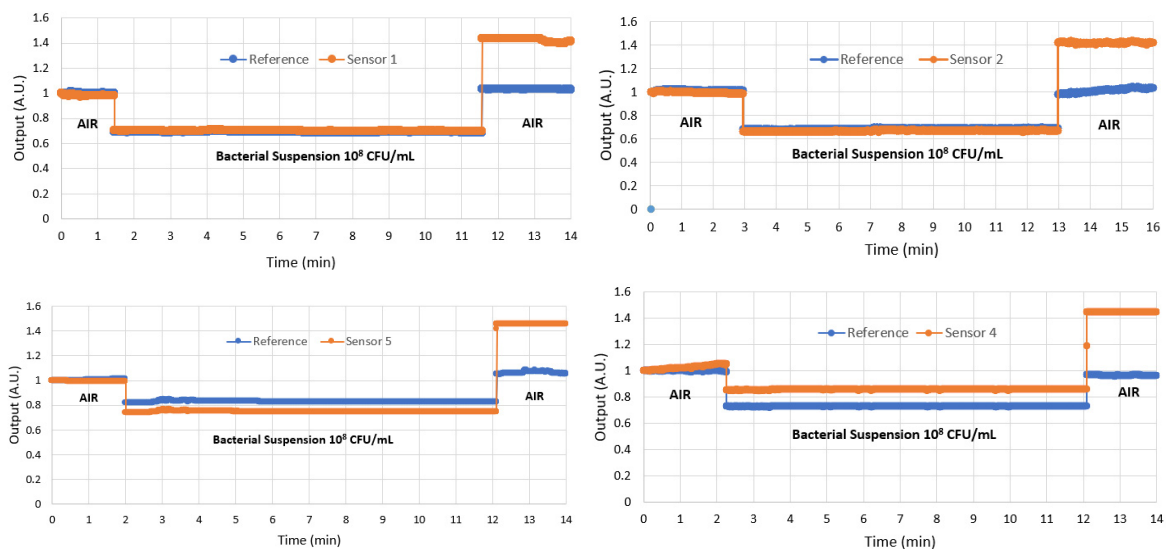 1.6
1.4
1.2
1
0.8
0.6
0.4
0.2
0
Output (A.U.)
Reference Sensor 1
AIR
AIR
Bacterial Suspension 10⁸ CFU/mL
0 1 2 3 4 5 6 7 8 9 10 11 12 13 14
Time (min)
1.6
1.4
1.2
1
0.8
0.6
0.4
0.2
0
Output (A.U.)
Reference Sensor 2
AIR
AIR
Bacterial Suspension 10⁸ CFU/mL
0 1 2 3 4 5 6 7 8 9 10 11 12 13 14 15 16
Time (min)
1.6
1.4
1.2
1
0.8
0.6
0.4
0.2
0
Output (A.U.)
Reference Sensor 5
AIR
AIR
Bacterial Suspension 10⁸ CFU/mL
0 1 2 3 4 5 6 7 8 9 10 11 12 13 14
Time (min)
1.6
1.4
1.2
1
0.8
0.6
0.4
0.2
0
Output (A.U.)
Reference Sensor 4
AIR
AIR
Bacterial Suspension 10⁸ CFU/mL
0 1 2 3 4 5 6 7 8 9 10 11 12 13 14
Time (min)